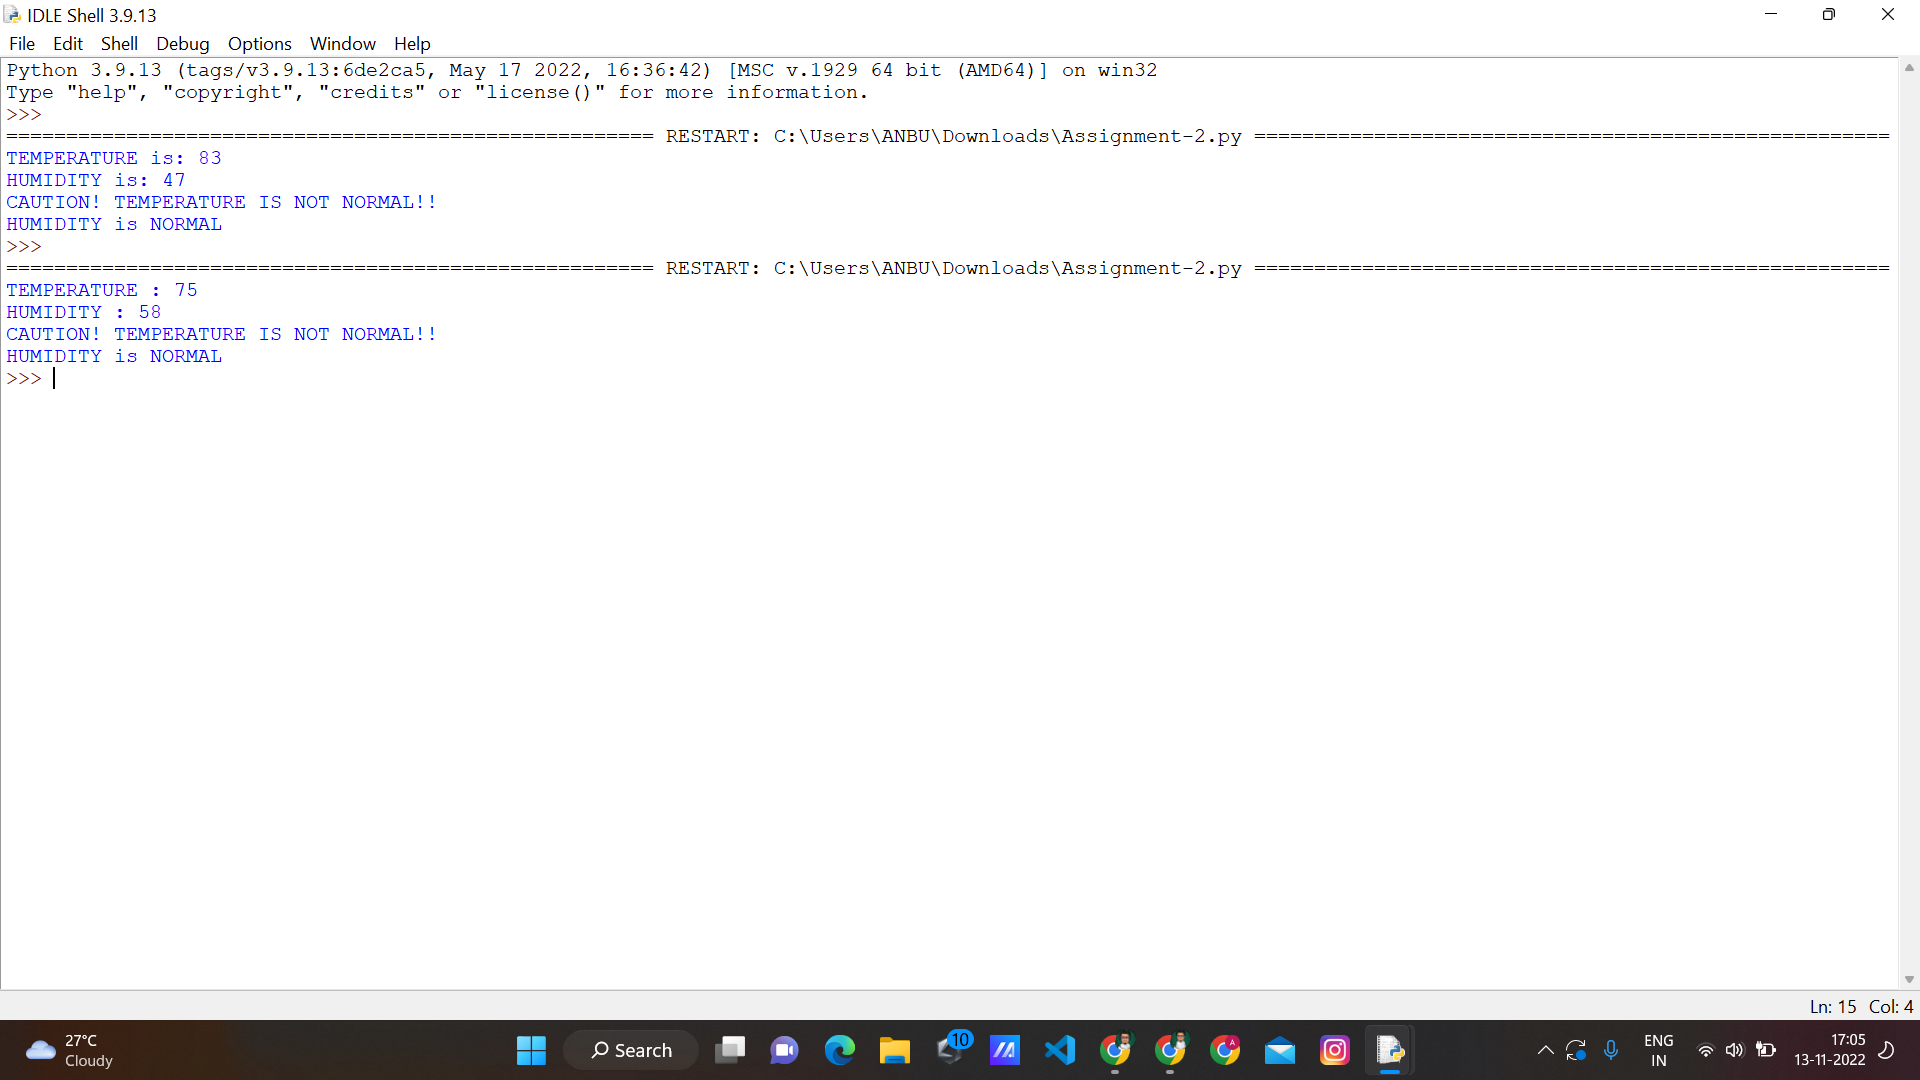 IDLE Shell 3.9.13
File Edit Shell Debug Options Window Help
Python 3.9.13 (tags/v3.9.13:6de2ca5, May 17 2022, 16:36:42) [MSC v.1929 64 bit (AMD64)] on win32
Type "help", "copyright", "credits" or "license()" for more information.
>>>
====================================================== RESTART: C:\Users\ANBU\Downloads\Assignment-2.py =====================================================
TEMPERATURE is: 83
HUMIDITY is: 47
CAUTION! TEMPERATURE IS NOT NORMAL!!
HUMIDITY is NORMAL
>>>
====================================================== RESTART: C:\Users\ANBU\Downloads\Assignment-2.py =====================================================
TEMPERATURE : 75
HUMIDITY : 58
CAUTION! TEMPERATURE IS NOT NORMAL!!
HUMIDITY is NORMAL
>>>
Ln: 15 Col: 4
27°C
Cloudy
Search
10
A
ENG
IN
17:05
13-11-2022